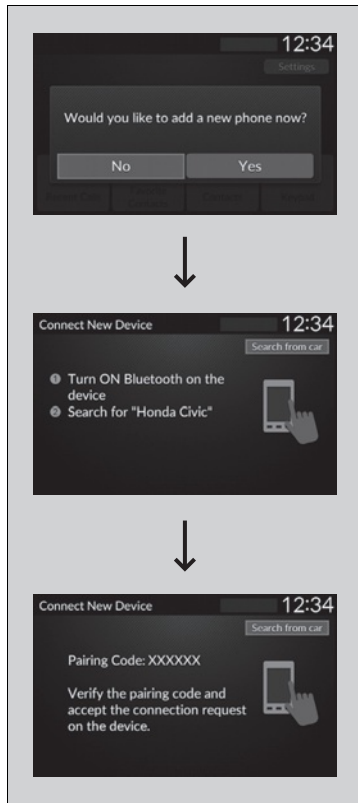 12:34
Settings
Would you like to add a new phone now?
No
Yes
Contacts
Connect New Device
12:34
Search from car
❶ Turn ON Bluetooth on the
device
❷ Search for "Honda Civic"
Connect New Device
12:34
Search from car
Pairing Code: XXXXXX
Verify the pairing code and
accept the connection request
on the device.